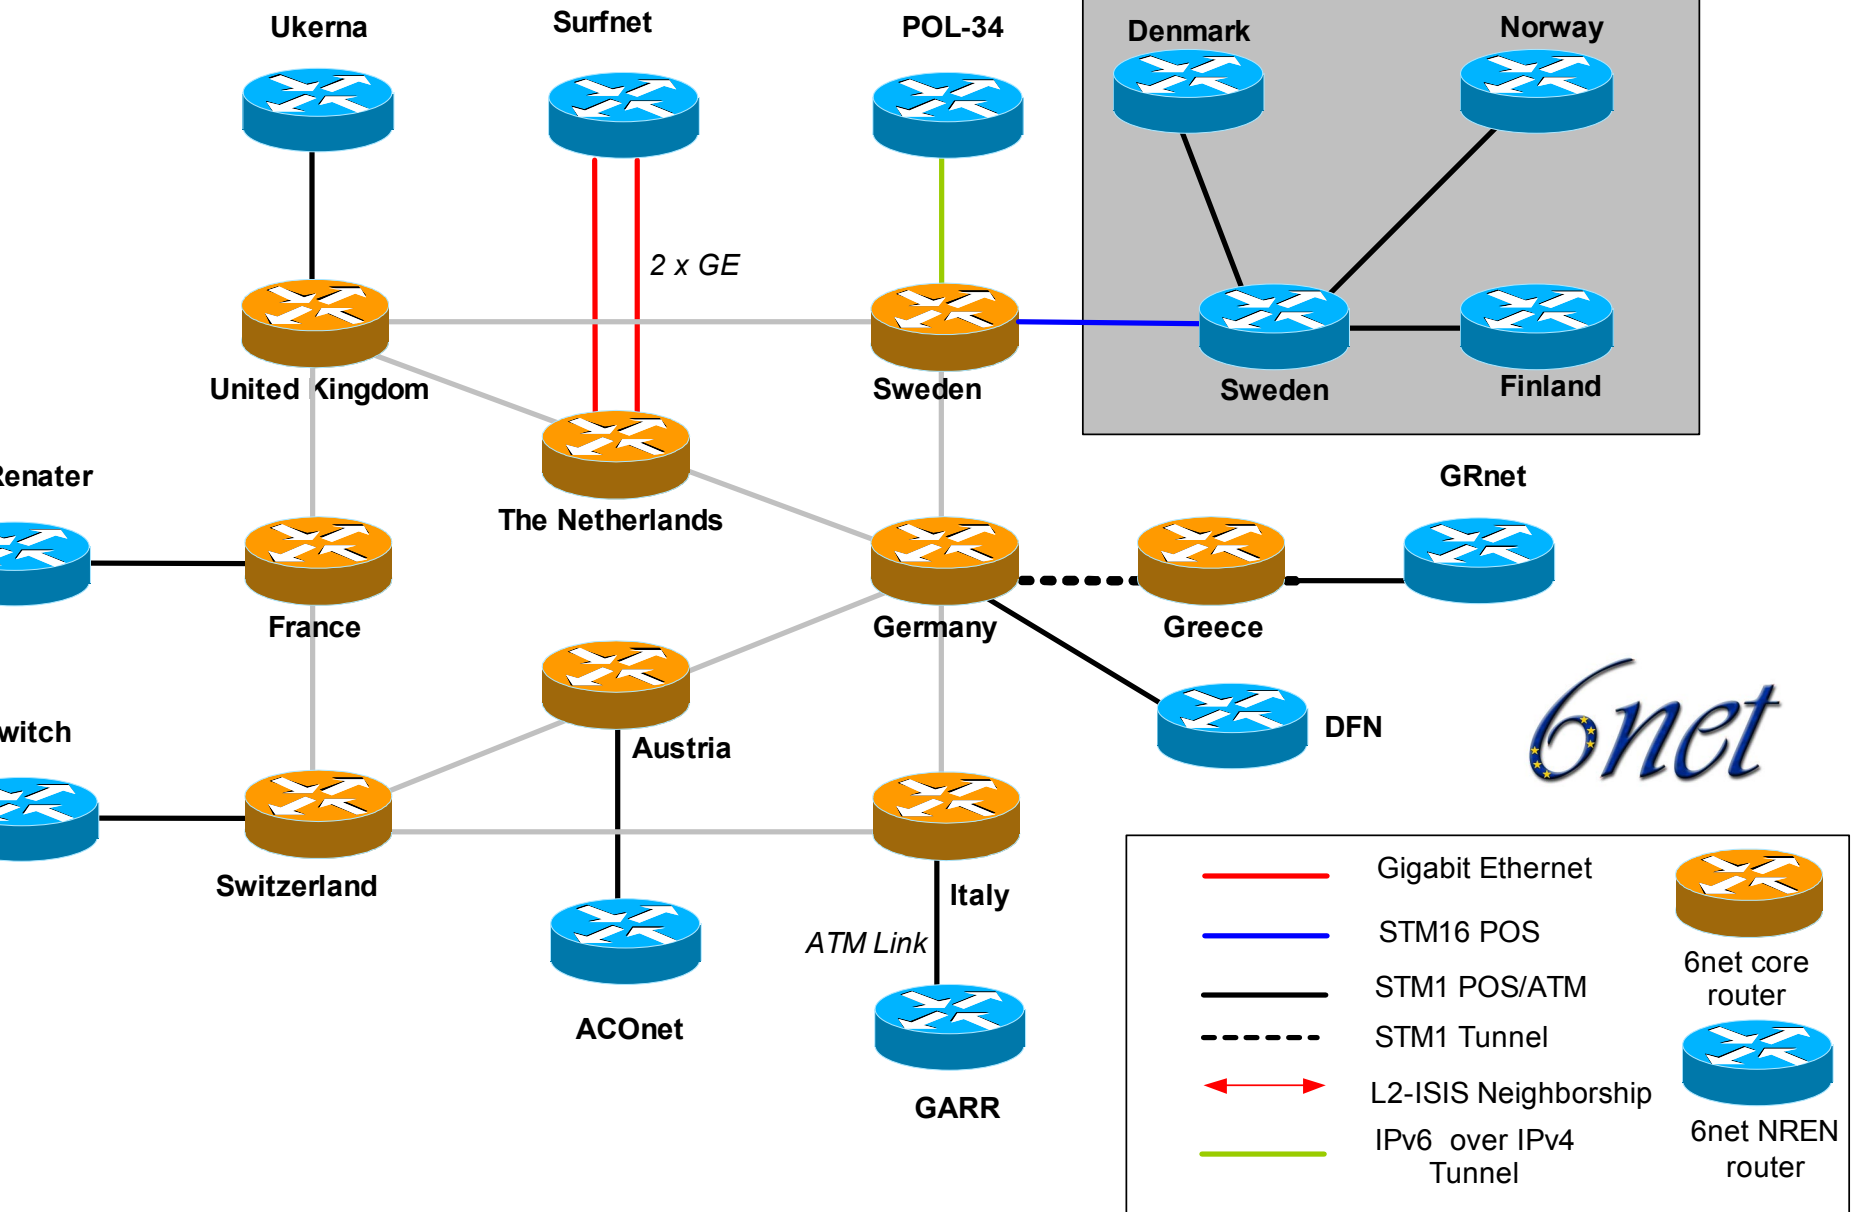 Ukerna
Surfnet
POL-34
Denmark
Norway
2 x GE
United Kingdom
Sweden
Sweden
Finland
Renater
The Netherlands
GRnet
France
Germany
Greece
witch
Austria
DFN
6net
Switzerland
Italy
ATM Link
ACOnet
GARR
Gigabit Ethernet
STM16 POS
STM1 POS/ATM
STM1 Tunnel
L2-ISIS Neighborship
IPv6 over IPv4
Tunnel
6net core
router
6net NREN
router